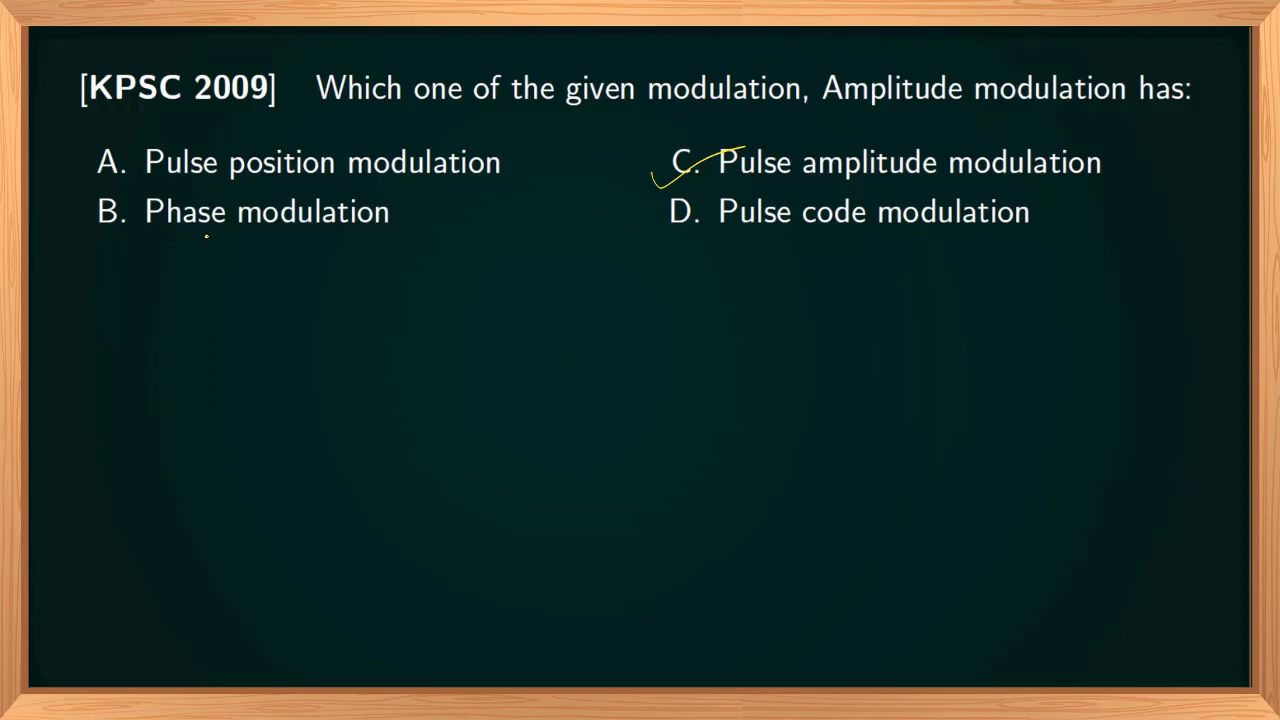 [KPSC 2009] Which one of the given modulation, Amplitude modulation has:
A. Pulse position modulation
B. Phase modulation
C. Pulse amplitude modulation
D. Pulse code modulation